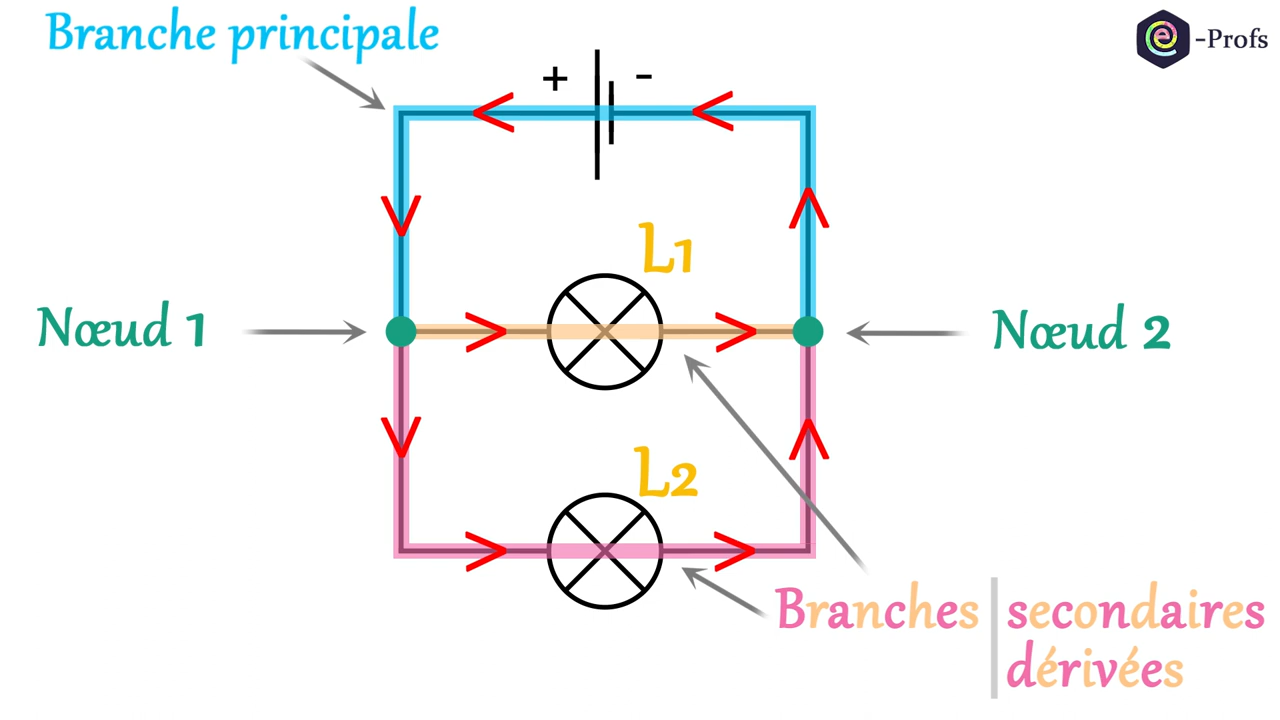 Branche principale
e -Profs
+ -
L1
Nœud 1
Nœud 2
L2
Branches secondaires
dérivées